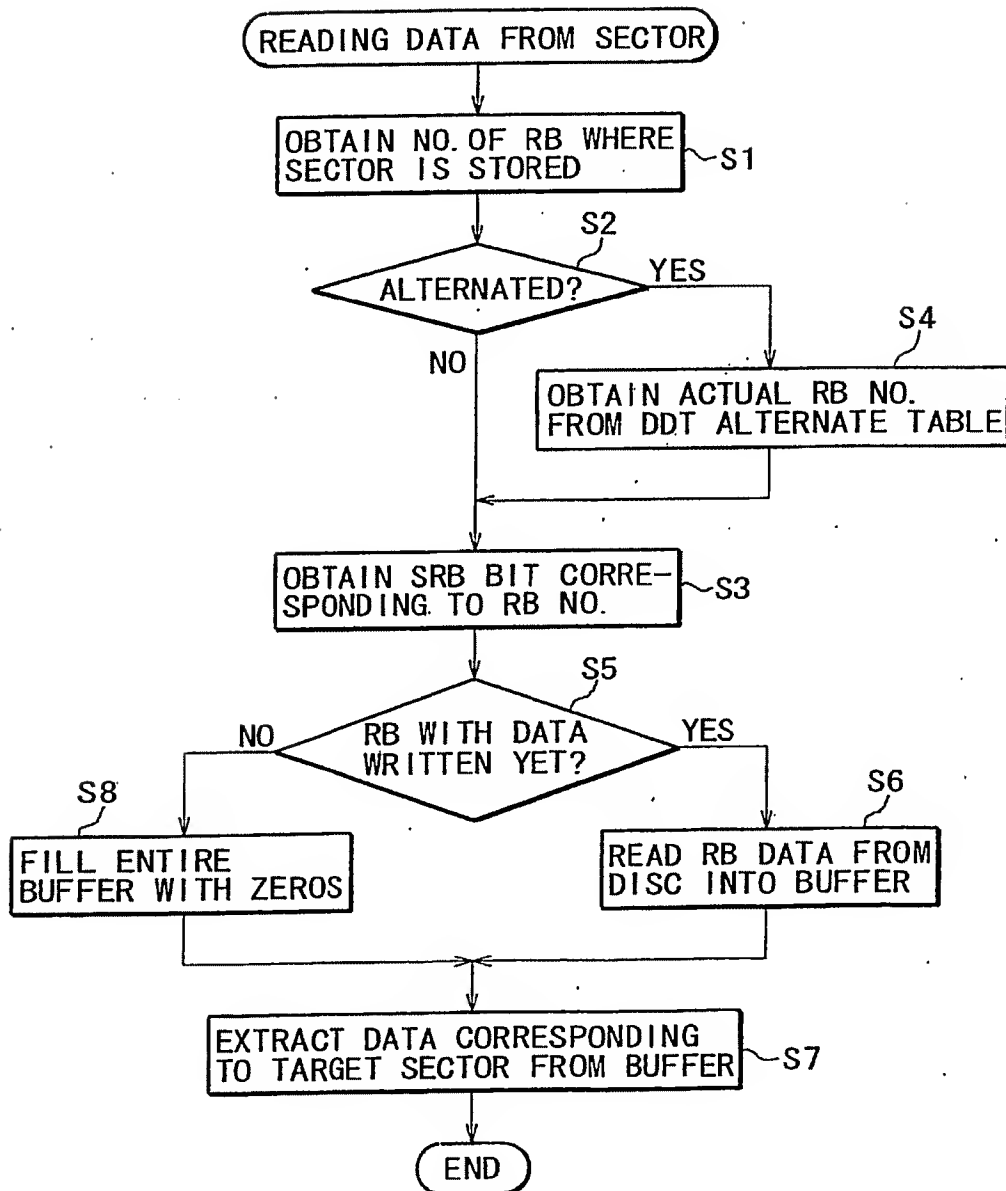 READING DATA FROM SECTOR
OBTAIN NO. OF RB WHERE
SECTOR IS STORED
S1
S2
ALTERNATED?
YES
NO
S4
OBTAIN ACTUAL RB NO.
FROM DDT ALTERNATE TABLE
OBTAIN SRB BIT CORRE-
SPONDING TO RB NO.
S3
S5
RB WITH DATA
WRITTEN YET?
NO
YES
S8
FILL ENTIRE
BUFFER WITH ZEROS
S6
READ RB DATA FROM
DISC INTO BUFFER
EXTRACT DATA CORRESPONDING
TO TARGET SECTOR FROM BUFFER
S7
END